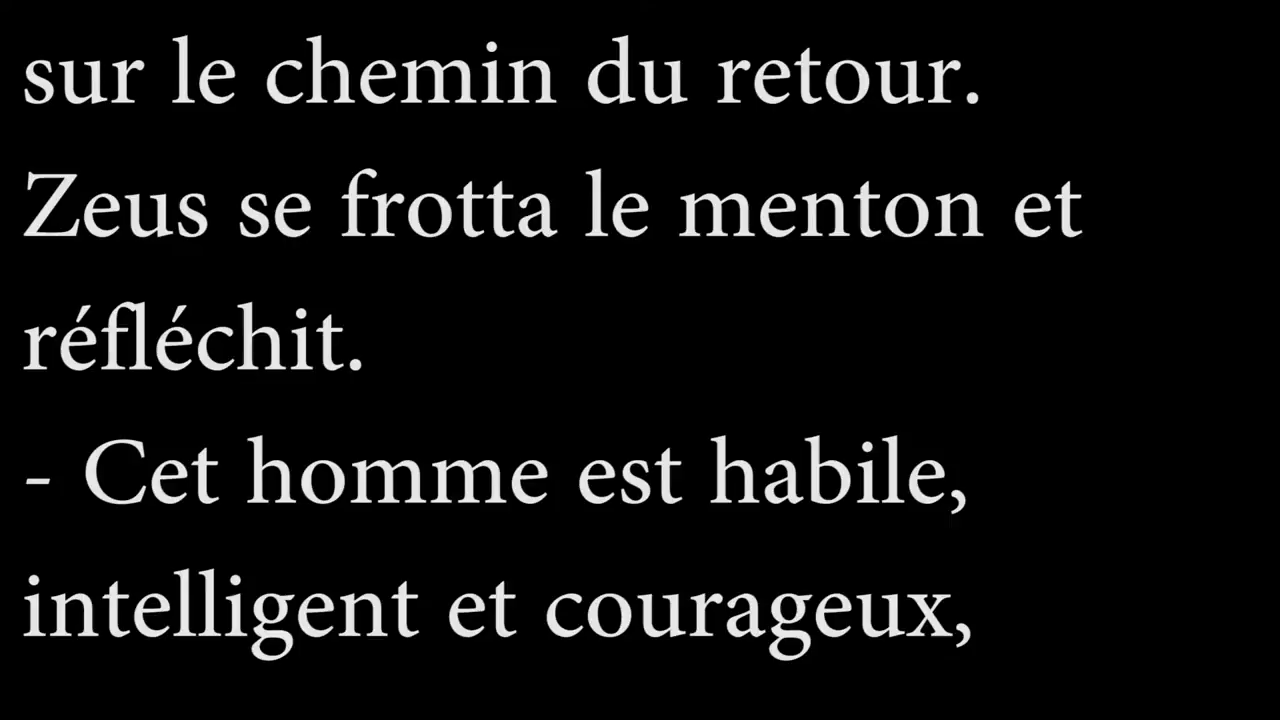 sur le chemin du retour.
Zeus se frotta le menton et
réfléchit.
- Cet homme est habile,
intelligent et courageux,